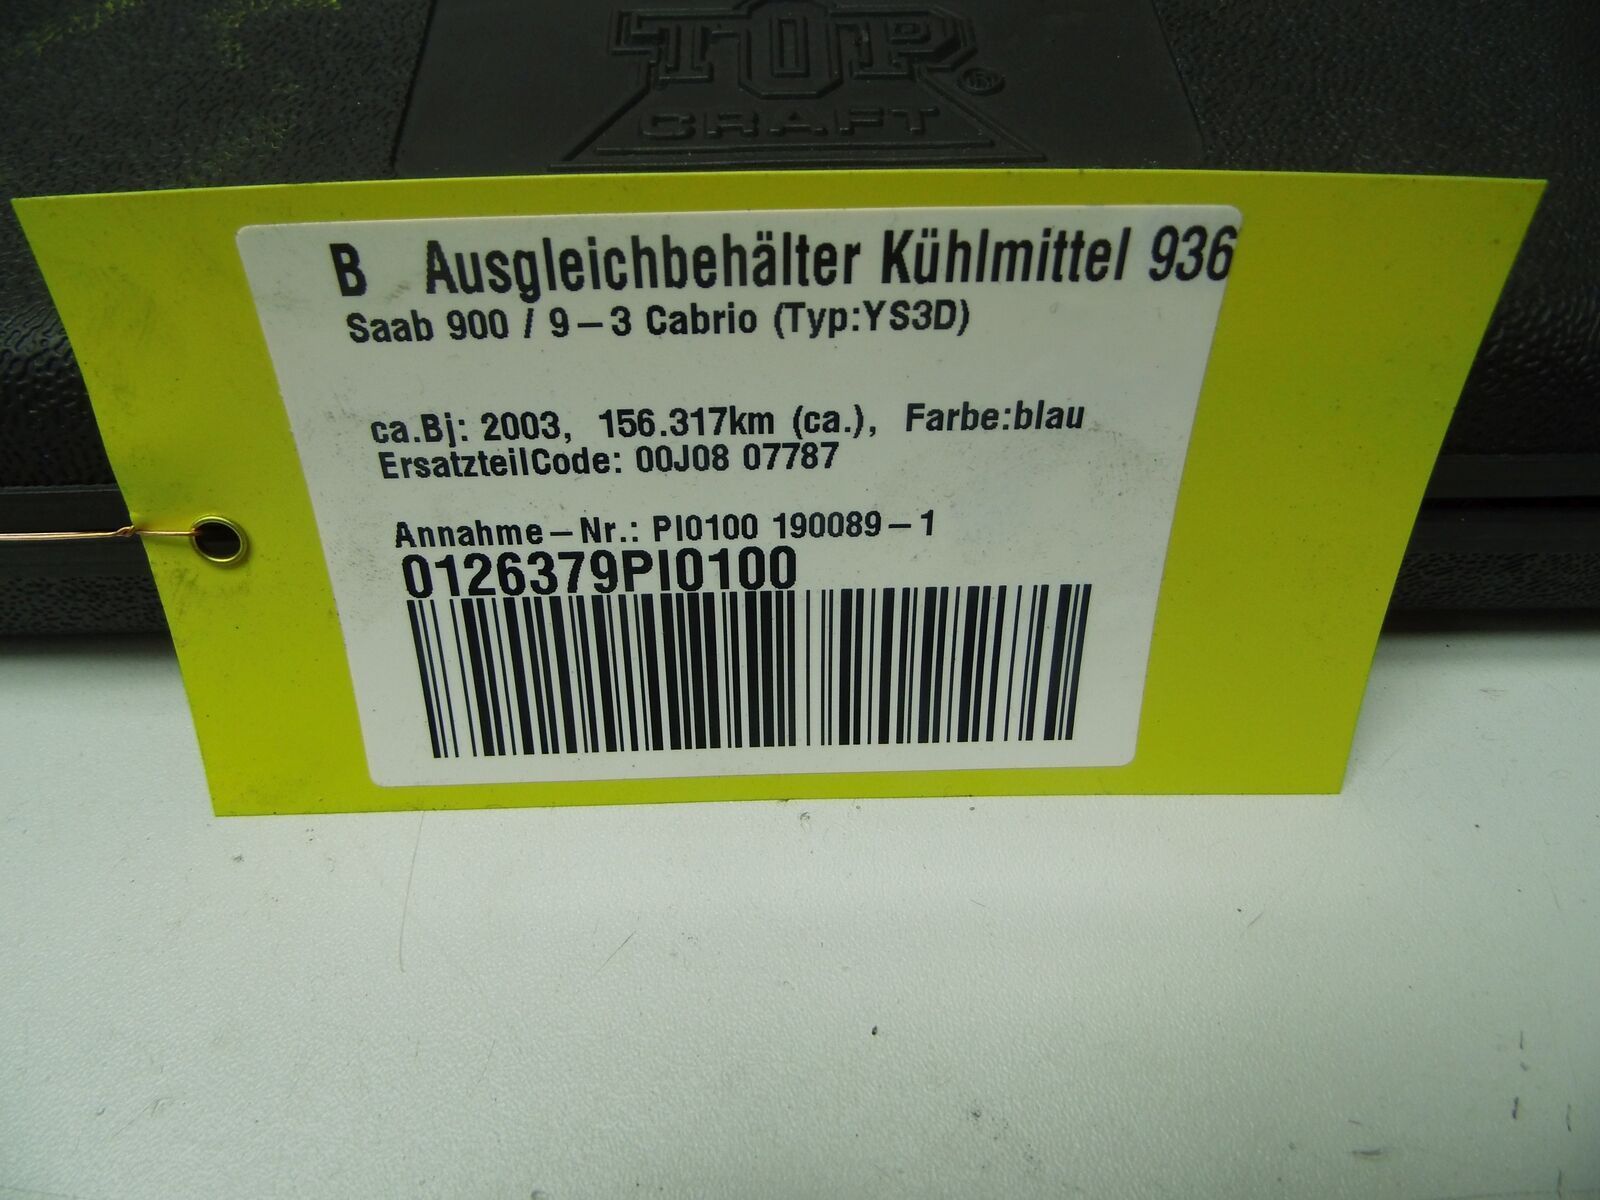 TOP®
CRAFT
B Ausgleichbehälter Kühlmittel 936
Saab 900 / 9-3 Cabrio (Typ:YS3D)
ca.Bj: 2003, 156.317km (ca.), Farbe:blau
ErsatzteilCode: 00J08 07787
Annahme-Nr.: PI0100 190089-1
0126379PI0100